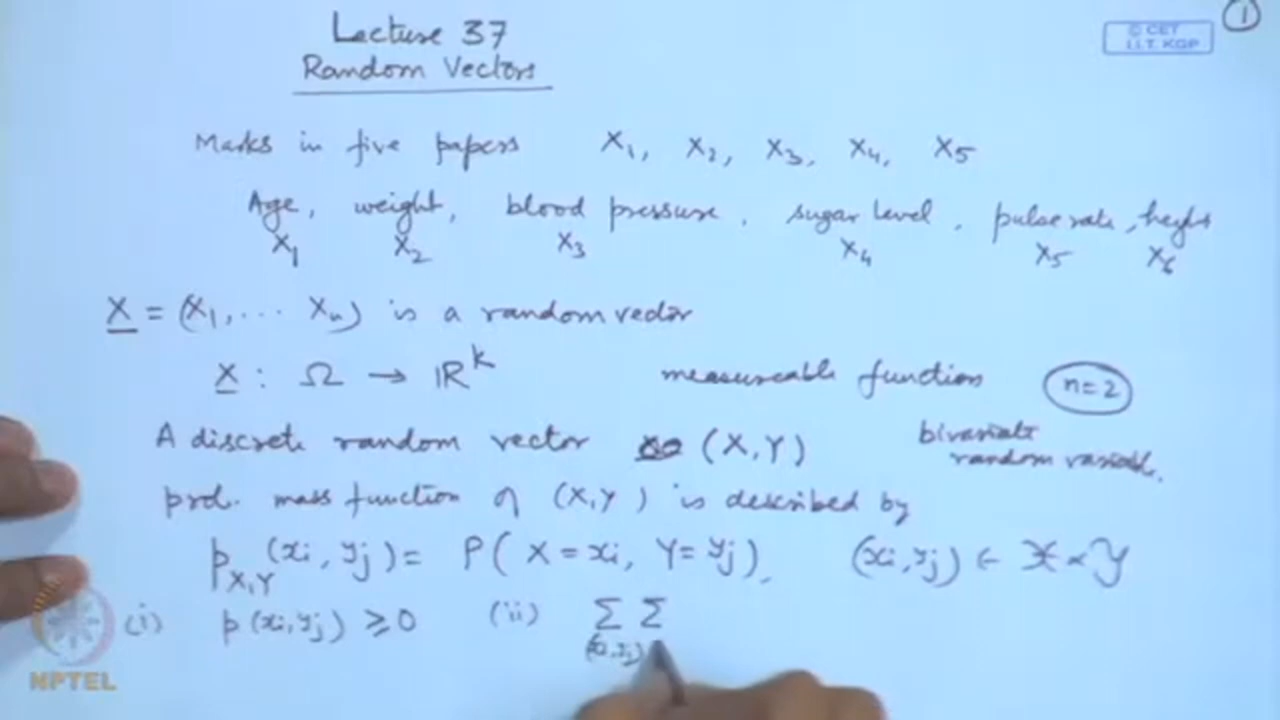 1
© CET
I.I.T. KGP
Lecture 37
Random Vectors
Marks in five papers X₁, X₂, X₃, X₄, X₅
Age, weight, blood pressure, sugar level, pulse rate, height
X₁ X₂ X₃ X₄ X₅ X₆
X = (X₁, ... Xₙ) is a random vector
X : Ω → ℝᵏ measureable function n=2
A discrete random vector (X,Y) bivariate
random variable.
prob. mass function of (X,Y) is described by
p_{X,Y}(xᵢ, yⱼ) = P(X = xᵢ, Y = yⱼ), (xᵢ, yⱼ) ∈ 𝒳 × 𝒴
(i) p(xᵢ, yⱼ) ≥ 0 (ii) Σ Σ
NPTEL